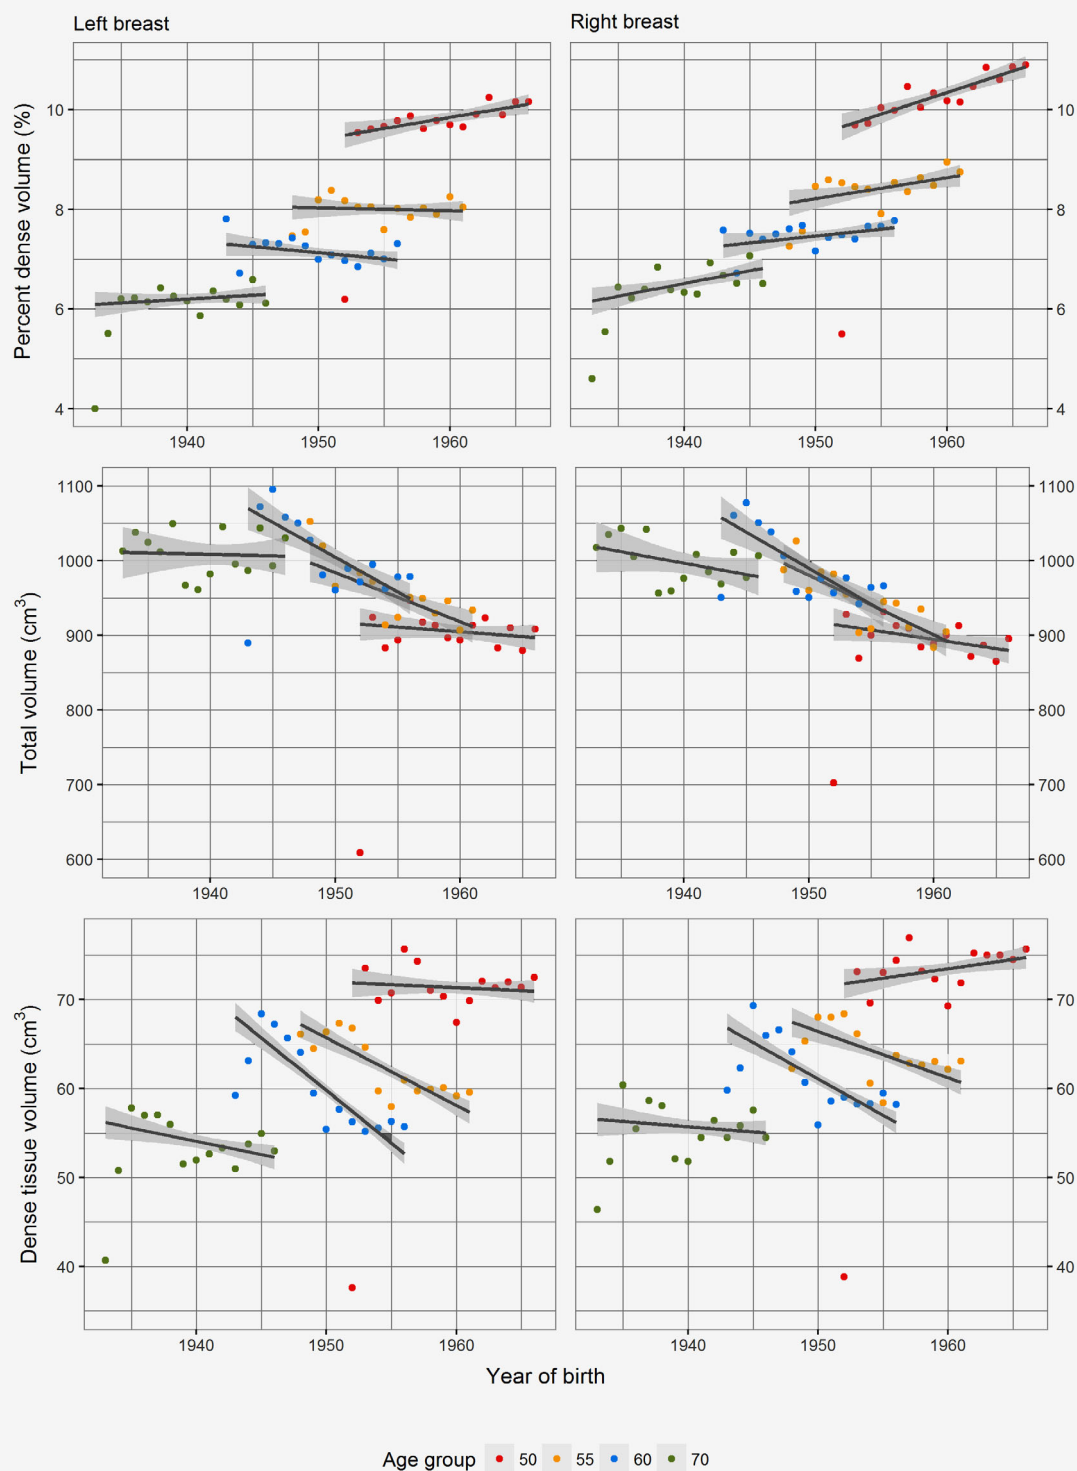 Left breast
Right breast
Percent dense volume (%)
10
8
6
4
10
8
6
4
1940 1950 1960
1940 1950 1960
Total volume (cm³)
1100
1000
900
800
700
600
1100
1000
900
800
700
600
1940 1950 1960
1940 1950 1960
Dense tissue volume (cm³)
70
60
50
40
70
60
50
40
1940 1950 1960
1940 1950 1960
Year of birth
Age group 50 55 60 70